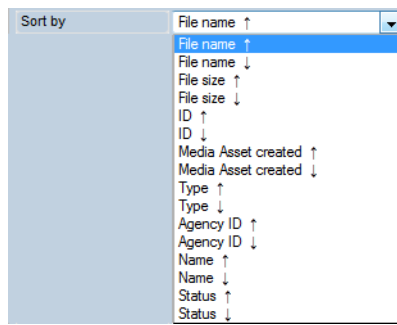 Sort by
File name ↑
File name ↑
File name ↓
File size ↑
File size ↓
ID ↑
ID ↓
Media Asset created ↑
Media Asset created ↓
Type ↑
Type ↓
Agency ID ↑
Agency ID ↓
Name ↑
Name ↓
Status ↑
Status ↓